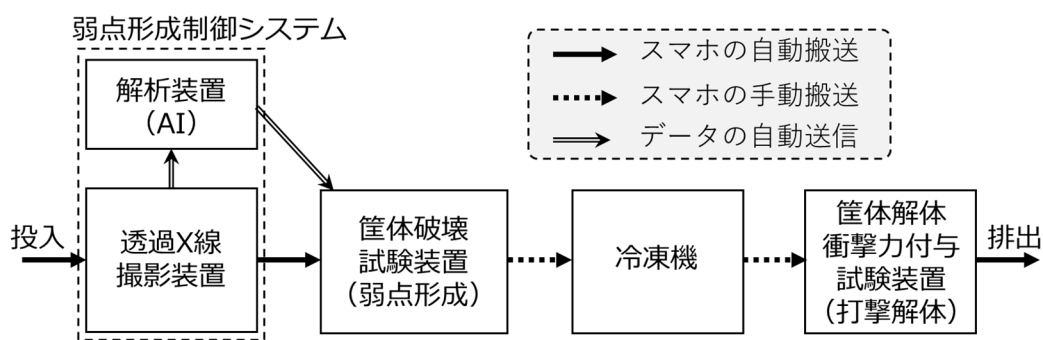 弱点形成制御システム
解析装置
（AI）
スマホの自動搬送
スマホの手動搬送
データの自動送信
投入
透過X線
撮影装置
筐体破壊
試験装置
（弱点形成）
冷凍機
筐体解体
衝撃力付与
試験装置
（打撃解体）
排出